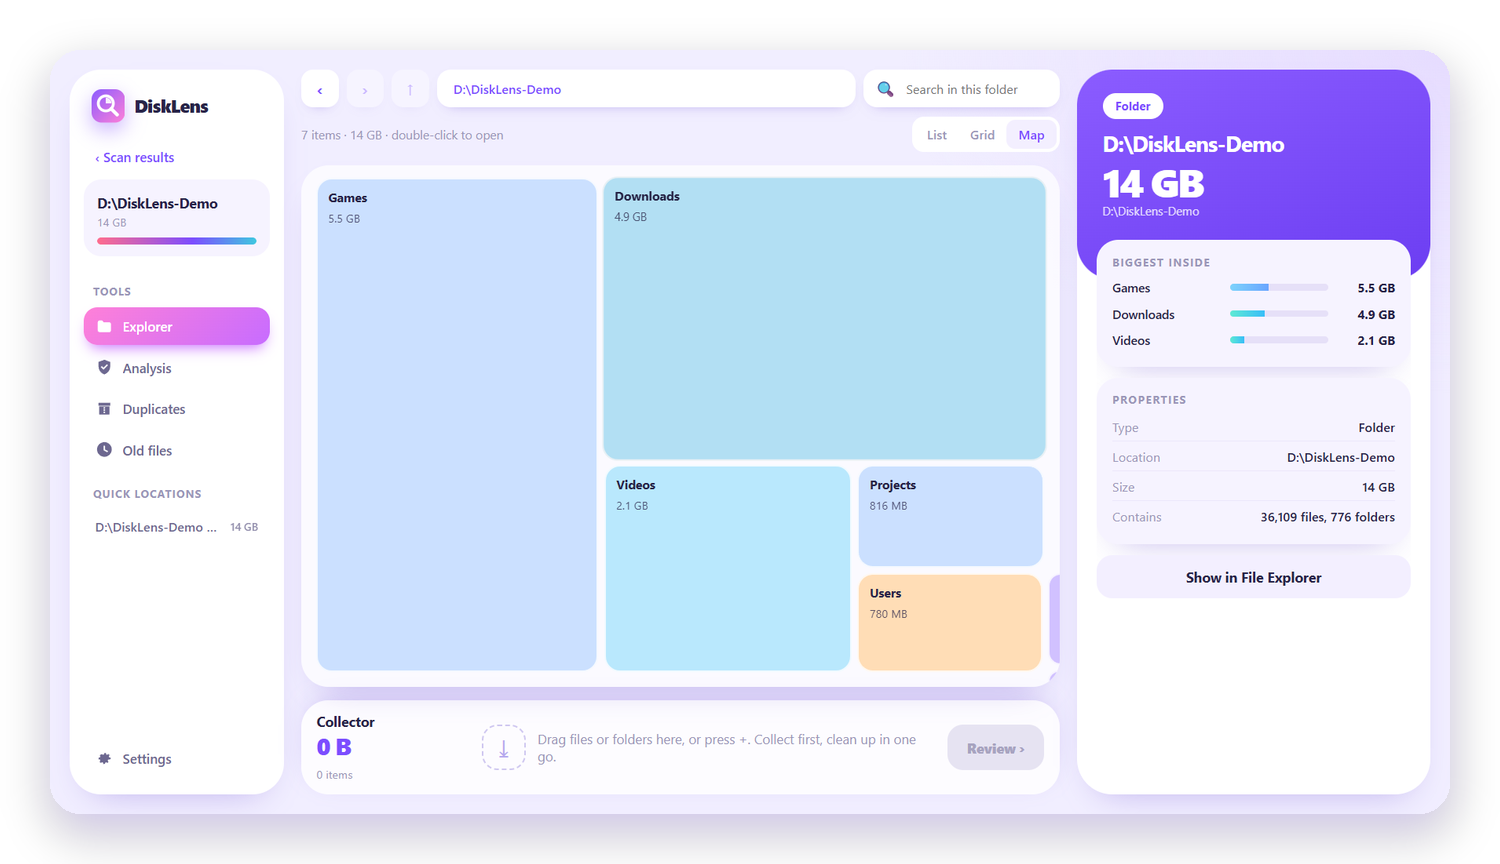 DiskLens
‹ Scan results
D:\DiskLens-Demo
14 GB
TOOLS
Explorer
Analysis
Duplicates
Old files
QUICK LOCATIONS
D:\DiskLens-Demo ... 14 GB
Settings
D:\DiskLens-Demo
Search in this folder
7 items · 14 GB · double-click to open
List Grid Map
Games
5.5 GB
Downloads
4.9 GB
Videos
2.1 GB
Projects
816 MB
Users
780 MB
Collector
0 B
0 items
Drag files or folders here, or press +. Collect first, clean up in one
go.
Review ›
Folder
D:\DiskLens-Demo
14 GB
D:\DiskLens-Demo
BIGGEST INSIDE
Games 5.5 GB
Downloads 4.9 GB
Videos 2.1 GB
PROPERTIES
Type Folder
Location D:\DiskLens-Demo
Size 14 GB
Contains 36,109 files, 776 folders
Show in File Explorer